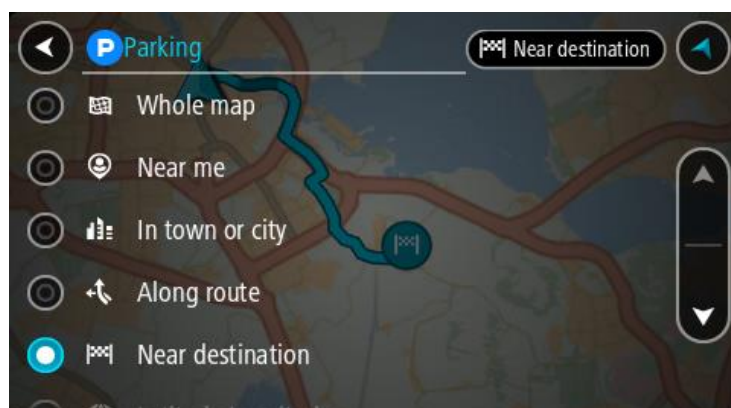 P Parking
Near destination
Whole map
Near me
In town or city
Along route
Near destination